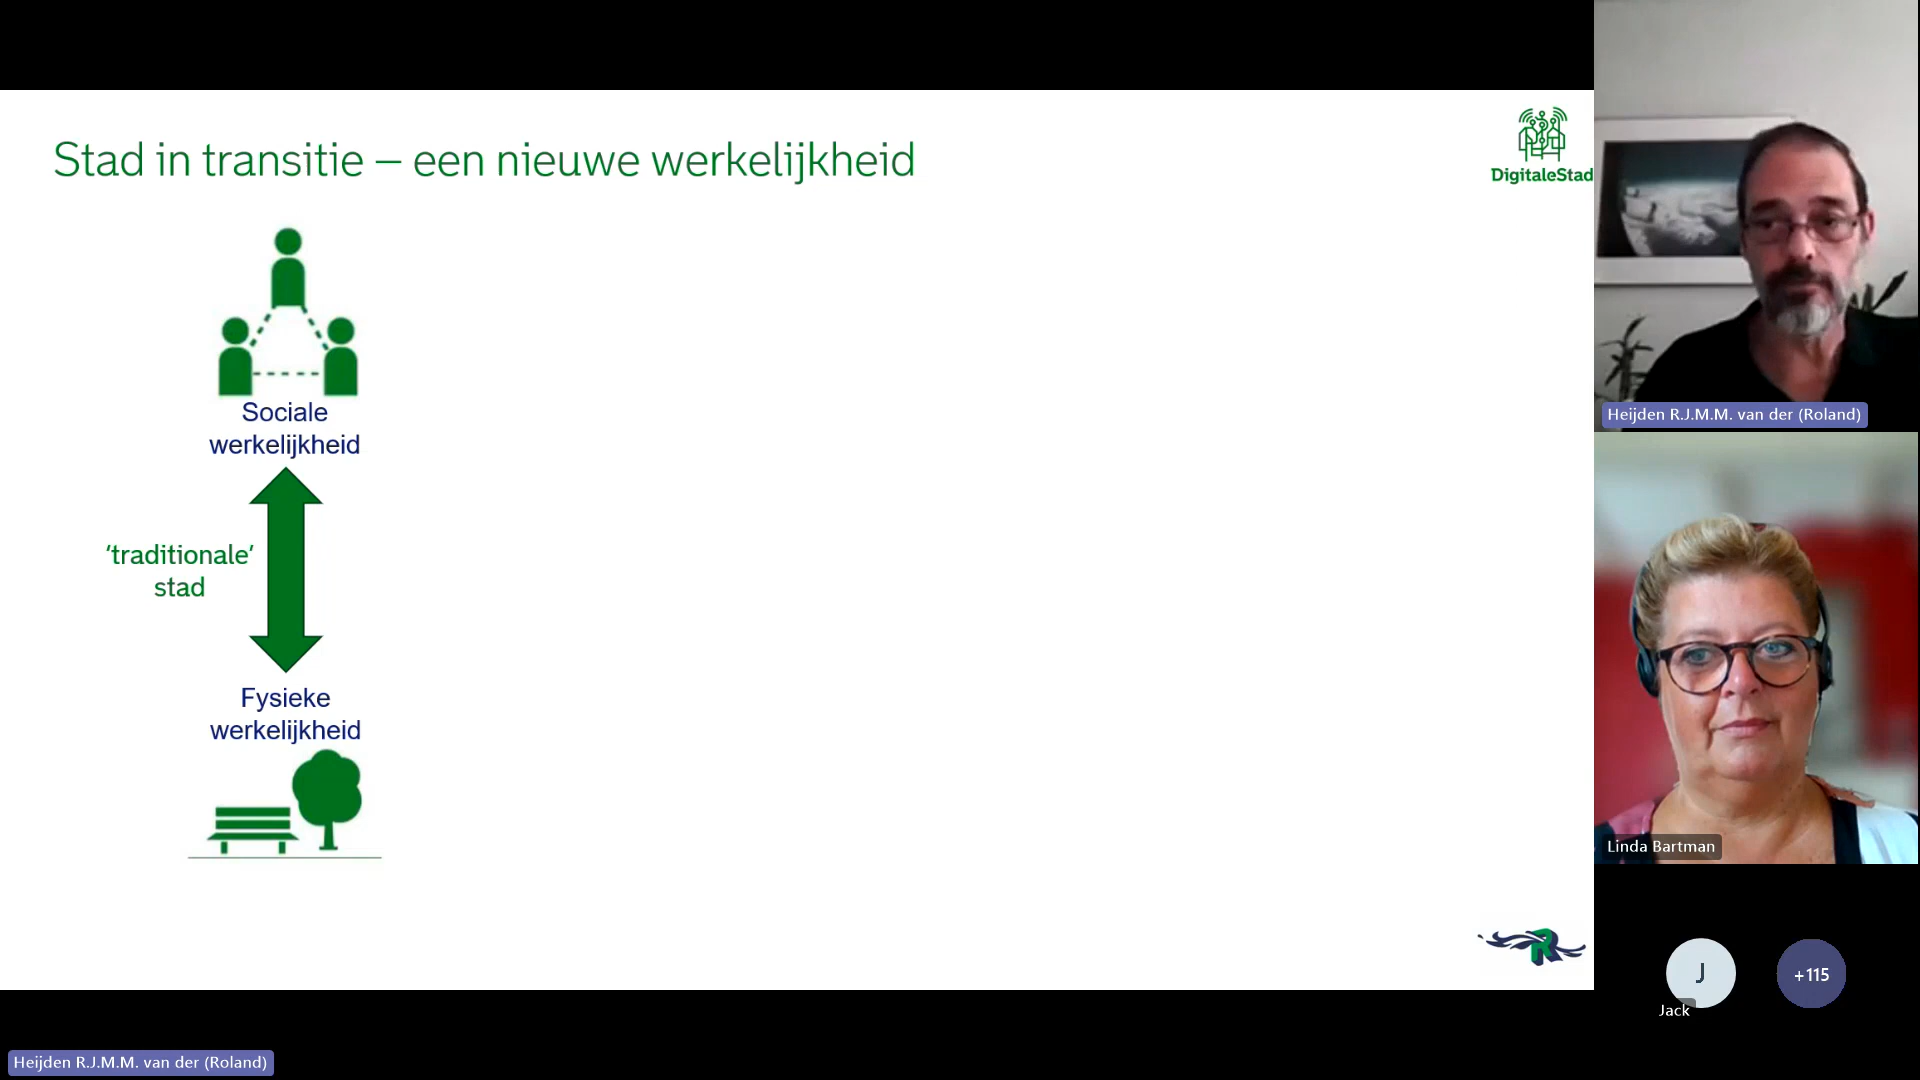 Stad in transitie – een nieuwe werkelijkheid
DigitaleStad
Sociale
werkelijkheid
‘traditionale’
stad
Fysieke
werkelijkheid
R
Heijden R.J.M.M. van der (Roland)
Linda Bartman
J
Jack
+115
Heijden R.J.M.M. van der (Roland)